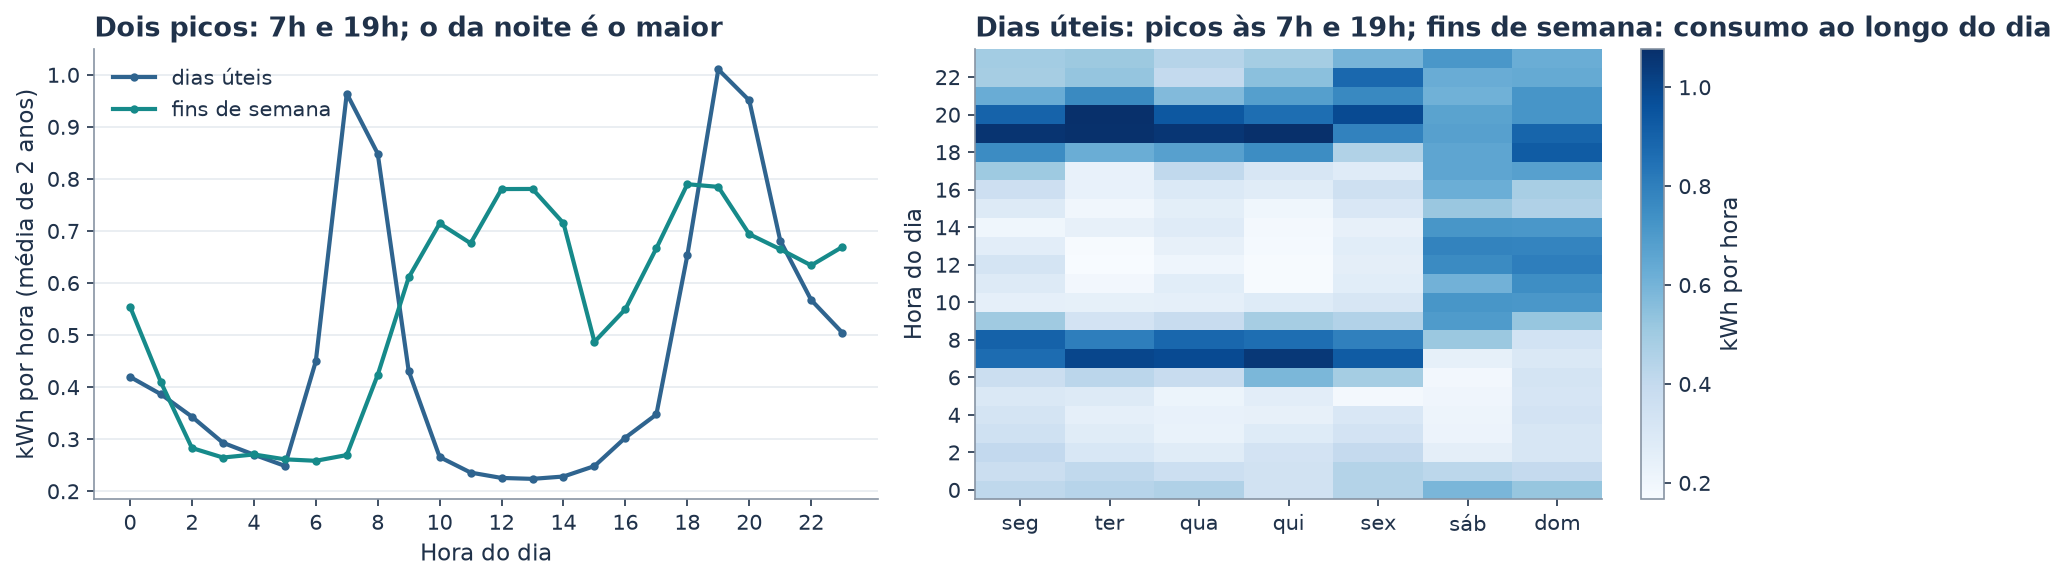 Dois picos: 7h e 19h; o da noite é o maior
dias úteis
fins de semana
kWh por hora (média de 2 anos)
1.0
0.9
0.8
0.7
0.6
0.5
0.4
0.3
0.2
0 2 4 6 8 10 12 14 16 18 20 22
Hora do dia
Dias úteis: picos às 7h e 19h; fins de semana: consumo ao longo do dia
Hora do dia
22
20
18
16
14
12
10
8
6
4
2
0
seg ter qua qui sex sáb dom
1.0
0.8
0.6
0.4
0.2
kWh por hora